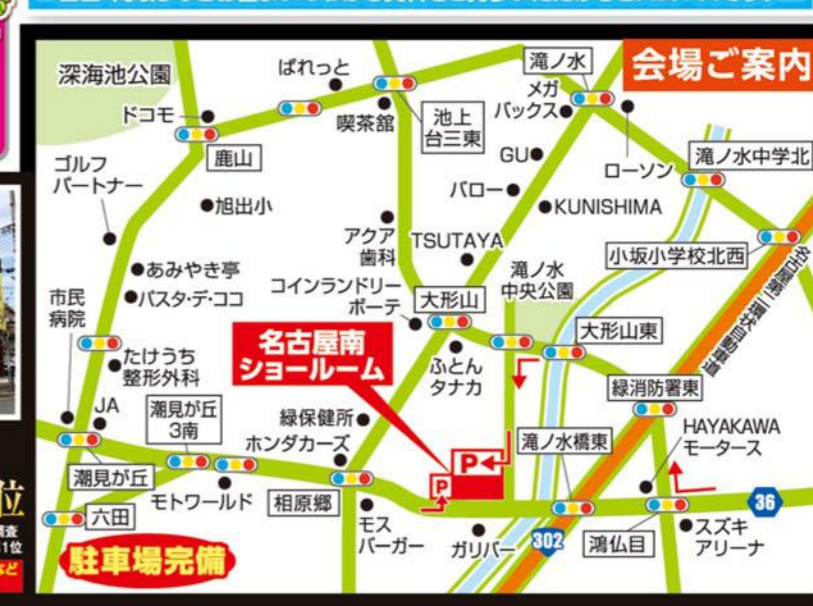 会場ご案内
深海池公園
ぱれっと
滝ノ水
メガ
バックス
ドコモ
喫茶館
池上
台三東
鹿山
GU
ローソン
滝ノ水中学北
ゴルフ
パートナー
バロー
旭出小
KUNISHIMA
アクア
歯科
TSUTAYA
小坂小学校北西
名古屋第二環状自動車道
あみやき亭
パスタ・デ・ココ
コインランドリー
ポーテ
大形山
滝ノ水
中央公園
市民
病院
名古屋南
ショールーム
大形山東
たけうち
整形外科
ふとん
タナカ
緑消防署東
JA
潮見が丘
3南
緑保健所
ホンダカーズ
滝ノ水橋東
HAYAKAWA
モータース
P
P
潮見が丘
モトワールド
相原郷
36
六田
モス
バーガー
ガリバー
302
鴻仏目
スズキ
アリーナ
駐車場完備
位
調査
1位
など